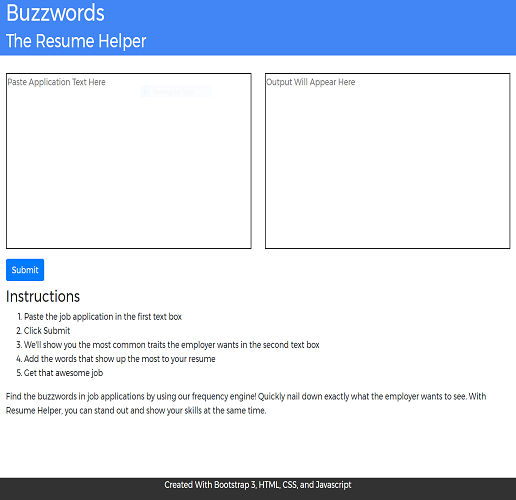 Buzzwords
The Resume Helper
Paste Application Text Here
Output Will Appear Here
Submit
Instructions
1. Paste the job application in the first text box
2. Click Submit
3. We'll show you the most common traits the employer wants in the second text box
4. Add the words that show up the most to your resume
5. Get that awesome job
Find the buzzwords in job applications by using our frequency engine! Quickly nail down exactly what the employer wants to see. With
Resume Helper, you can stand out and show your skills at the same time.
Created With Bootstrap 3, HTML, CSS, and Javascript